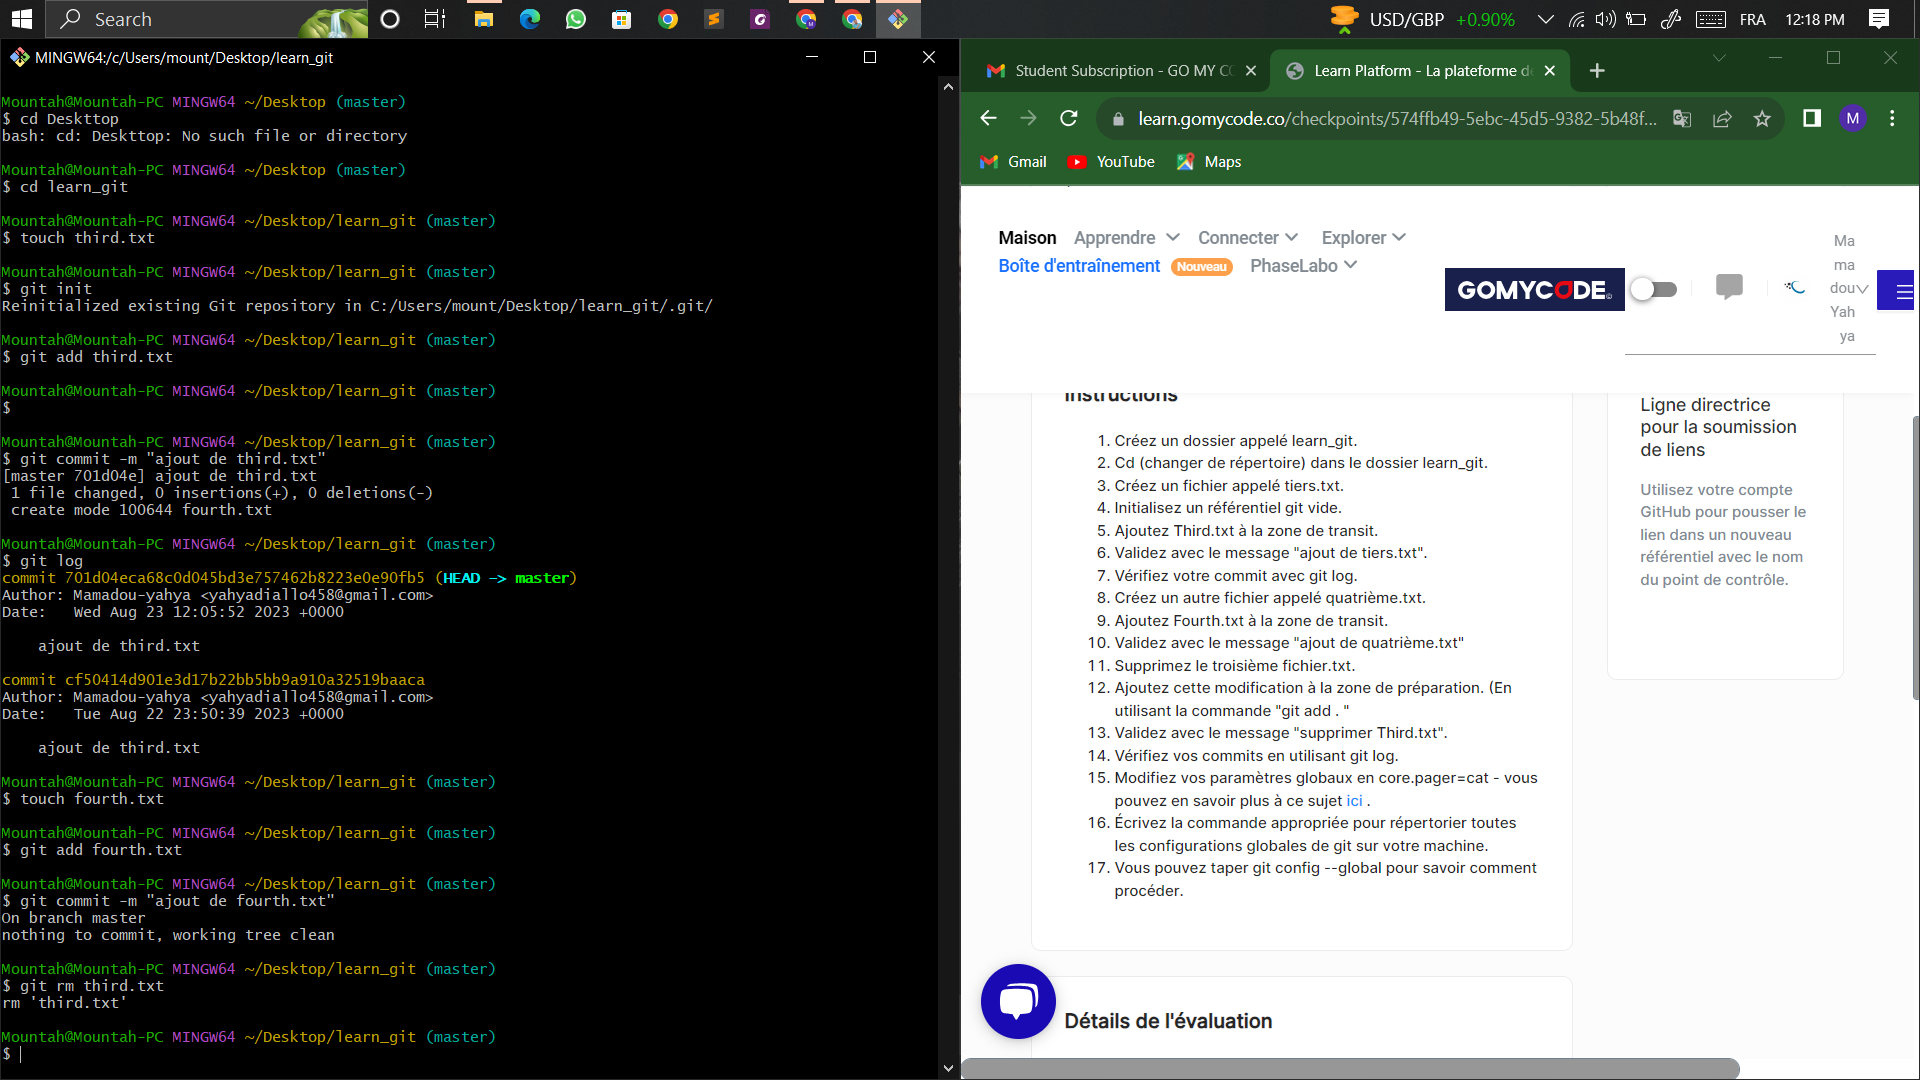 Search
USD/GBP +0.90%
FRA
12:18 PM
MINGW64:/c/Users/mount/Desktop/learn_git
Mountah@Mountah-PC MINGW64 ~/Desktop (master)
$ cd Deskttop
bash: cd: Deskttop: No such file or directory
Mountah@Mountah-PC MINGW64 ~/Desktop (master)
$ cd learn_git
Mountah@Mountah-PC MINGW64 ~/Desktop/learn_git (master)
$ touch third.txt
Mountah@Mountah-PC MINGW64 ~/Desktop/learn_git (master)
$ git init
Reinitialized existing Git repository in C:/Users/mount/Desktop/learn_git/.git/
Mountah@Mountah-PC MINGW64 ~/Desktop/learn_git (master)
$ git add third.txt
Mountah@Mountah-PC MINGW64 ~/Desktop/learn_git (master)
$
Mountah@Mountah-PC MINGW64 ~/Desktop/learn_git (master)
$ git commit -m "ajout de third.txt"
[master 701d04e] ajout de third.txt
1 file changed, 0 insertions(+), 0 deletions(-)
create mode 100644 fourth.txt
Mountah@Mountah-PC MINGW64 ~/Desktop/learn_git (master)
$ git log
commit 701d04eca68c0d045bd3e757462b8223e0e90fb5 (HEAD -> master)
Author: Mamadou-yahya <yahyadiallo458@gmail.com>
Date: Wed Aug 23 12:05:52 2023 +0000
ajout de third.txt
commit cf50414d901e3d17b22bb5bb9a910a32519baaca
Author: Mamadou-yahya <yahyadiallo458@gmail.com>
Date: Tue Aug 22 23:50:39 2023 +0000
ajout de third.txt
Mountah@Mountah-PC MINGW64 ~/Desktop/learn_git (master)
$ touch fourth.txt
Mountah@Mountah-PC MINGW64 ~/Desktop/learn_git (master)
$ git add fourth.txt
Mountah@Mountah-PC MINGW64 ~/Desktop/learn_git (master)
$ git commit -m "ajout de fourth.txt"
On branch master
nothing to commit, working tree clean
Mountah@Mountah-PC MINGW64 ~/Desktop/learn_git (master)
$ git rm third.txt
rm 'third.txt'
Mountah@Mountah-PC MINGW64 ~/Desktop/learn_git (master)
$
Student Subscription - GO MY CO
Learn Platform - La plateforme de
learn.gomycode.co/checkpoints/574ffb49-5ebc-45d5-9382-5b48f...
M
Gmail
YouTube
Maps
Maison
Apprendre
Connecter
Explorer
Boîte d'entraînement
Nouveau
PhaseLabo
GOMYCODE
Ma
ma
dou
Yah
ya
Instructions
1. Créez un dossier appelé learn_git.
2. Cd (changer de répertoire) dans le dossier learn_git.
3. Créez un fichier appelé tiers.txt.
4. Initialisez un référentiel git vide.
5. Ajoutez Third.txt à la zone de transit.
6. Validez avec le message "ajout de tiers.txt".
7. Vérifiez votre commit avec git log.
8. Créez un autre fichier appelé quatrième.txt.
9. Ajoutez Fourth.txt à la zone de transit.
10. Validez avec le message "ajout de quatrième.txt"
11. Supprimez le troisième fichier.txt.
12. Ajoutez cette modification à la zone de préparation. (En
utilisant la commande "git add . "
13. Validez avec le message "supprimer Third.txt".
14. Vérifiez vos commits en utilisant git log.
15. Modifiez vos paramètres globaux en core.pager=cat - vous
pouvez en savoir plus à ce sujet ici .
16. Écrivez la commande appropriée pour répertorier toutes
les configurations globales de git sur votre machine.
17. Vous pouvez taper git config --global pour savoir comment
procéder.
Détails de l'évaluation
Ligne directrice
pour la soumission
de liens
Utilisez votre compte
GitHub pour pousser le
lien dans un nouveau
référentiel avec le nom
du point de contrôle.